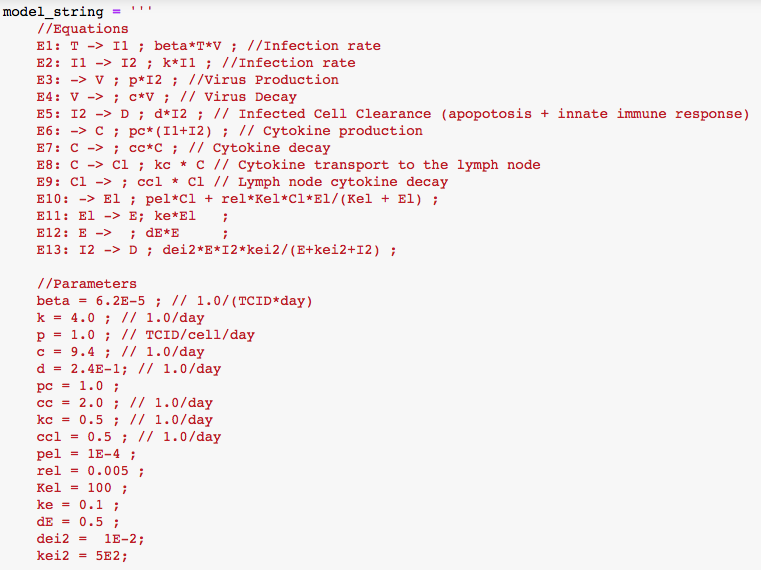 model_string = '''
//Equations
E1: T -> I1 ; beta*T*V ; //Infection rate
E2: I1 -> I2 ; k*I1 ; //Infection rate
E3: -> V ; p*I2 ; //Virus Production
E4: V -> ; c*V ; // Virus Decay
E5: I2 -> D ; d*I2 ; // Infected Cell Clearance (apopotosis + innate immune response)
E6: -> C ; pc*(I1+I2) ; // Cytokine production
E7: C -> ; cc*C ; // Cytokine decay
E8: C -> Cl ; kc * C // Cytokine transport to the lymph node
E9: Cl -> ; ccl * Cl // Lymph node cytokine decay
E10: -> El ; pel*Cl + rel*Kel*Cl*El/(Kel + El) ;
E11: El -> E; ke*El ;
E12: E -> ; dE*E ;
E13: I2 -> D ; dei2*E*I2*kei2/(E+kei2+I2) ;
//Parameters
beta = 6.2E-5 ; // 1.0/(TCID*day)
k = 4.0 ; // 1.0/day
p = 1.0 ; // TCID/cell/day
c = 9.4 ; // 1.0/day
d = 2.4E-1; // 1.0/day
pc = 1.0 ;
cc = 2.0 ; // 1.0/day
kc = 0.5 ; // 1.0/day
ccl = 0.5 ; // 1.0/day
pel = 1E-4 ;
rel = 0.005 ;
Kel = 100 ;
ke = 0.1 ;
dE = 0.5 ;
dei2 = 1E-2;
kei2 = 5E2;